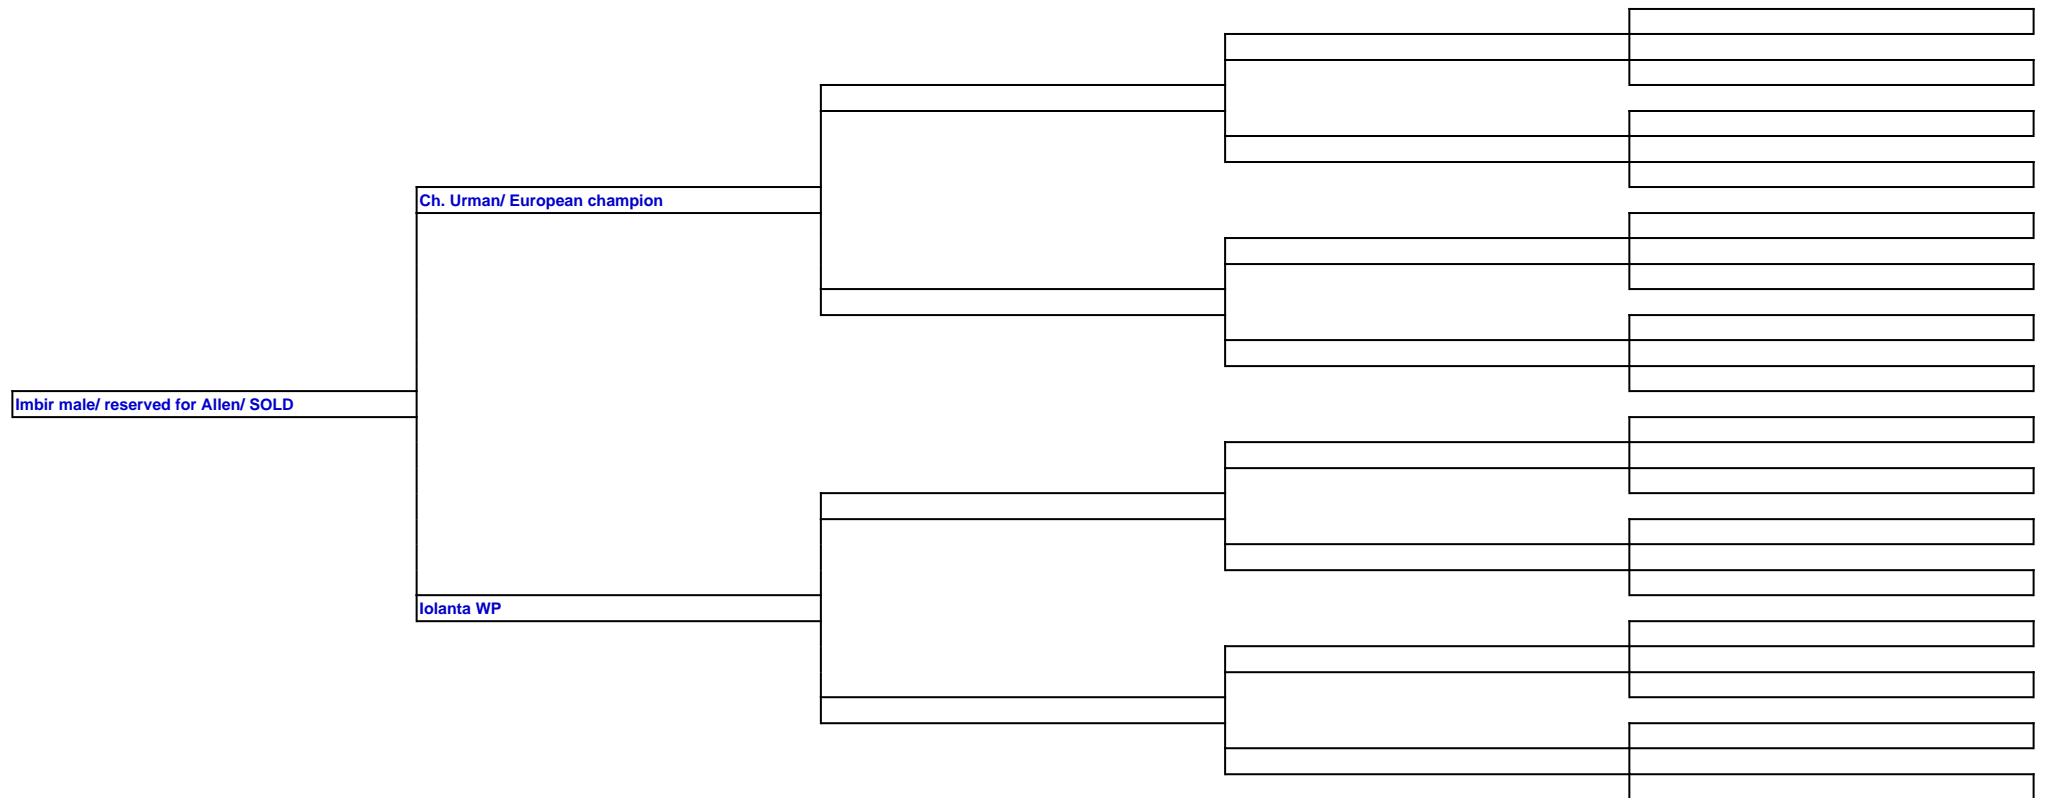 Ch. Urman/ European champion
Imbir male/ reserved for Allen/ SOLD
Iolanta WP